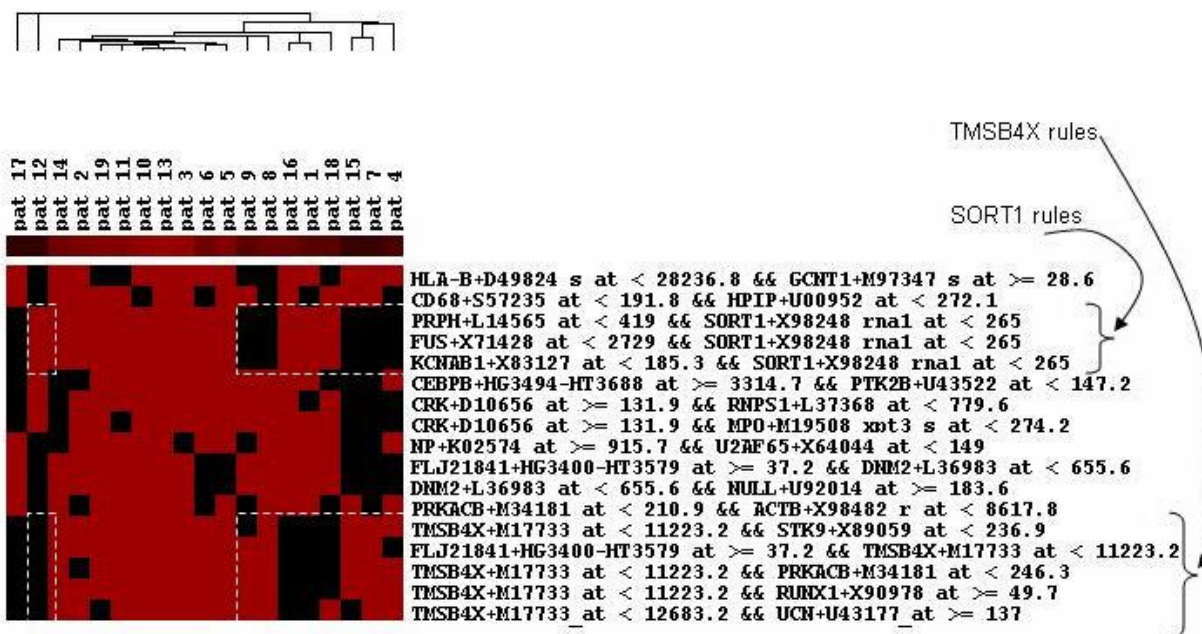 TMSB4X rules
SORT1 rules
pat 17
pat 12
pat 14
pat 2
pat 19
pat 11
pat 10
pat 13
pat 3
pat 6
pat 5
pat 9
pat 8
pat 16
pat 1
pat 18
pat 15
pat 7
pat 4
HLA-B+D49824 s at < 28236.8 && GCNT1+M97347 s at >= 28.6
CD68+S57235 at < 191.8 && HPIP+U00952 at < 272.1
PRPH+L14565 at < 419 && SORT1+X98248 rna1 at < 265
FUS+X71428 at < 2729 && SORT1+X98248 rna1 at < 265
KCNAB1+X83127 at < 185.3 && SORT1+X98248 rna1 at < 265
CEBPB+HG3494-HT3688 at >= 3314.7 && PTK2B+U43522 at < 147.2
CRK+D10656 at >= 131.9 && RNPS1+L37368 at < 779.6
CRK+D10656 at >= 131.9 && MPO+M19508 xpt3 s at < 274.2
NP+K02574 at >= 915.7 && U2AF65+X64044 at < 149
FLJ21841+HG3400-HT3579 at >= 37.2 && DNM2+L36983 at < 655.6
DNM2+L36983 at < 655.6 && NULL+U92014 at >= 183.6
PRKACB+M34181 at < 210.9 && ACTB+X98482 r at < 8617.8
TMSB4X+M17733 at < 11223.2 && STK9+X89059 at < 236.9
FLJ21841+HG3400-HT3579 at >= 37.2 && TMSB4X+M17733 at < 11223.2
TMSB4X+M17733 at < 11223.2 && PRKACB+M34181 at < 246.3
TMSB4X+M17733 at < 11223.2 && RUNX1+X90978 at >= 49.7
TMSB4X+M17733_at < 12683.2 && UCN+U43177_at >= 137